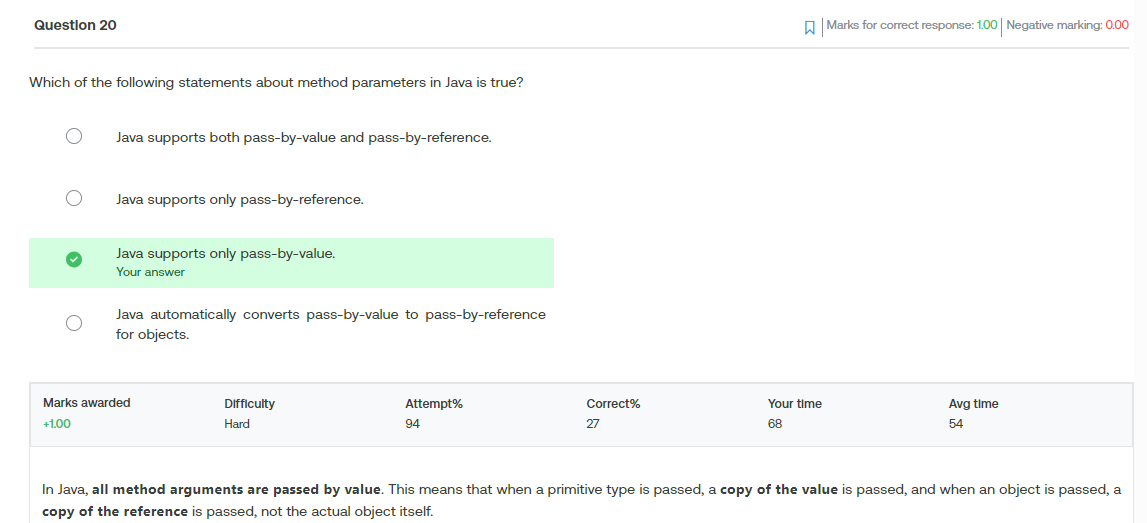 Question 20
Marks for correct response: 1.00 | Negative marking: 0.00
Which of the following statements about method parameters in Java is true?
Java supports both pass-by-value and pass-by-reference.
Java supports only pass-by-reference.
Java supports only pass-by-value.
Your answer
Java automatically converts pass-by-value to pass-by-reference
for objects.
Marks awarded Difficulty Attempt% Correct% Your time Avg time
+1.00 Hard 94 27 68 54
In Java, all method arguments are passed by value. This means that when a primitive type is passed, a copy of the value is passed, and when an object is passed, a
copy of the reference is passed, not the actual object itself.